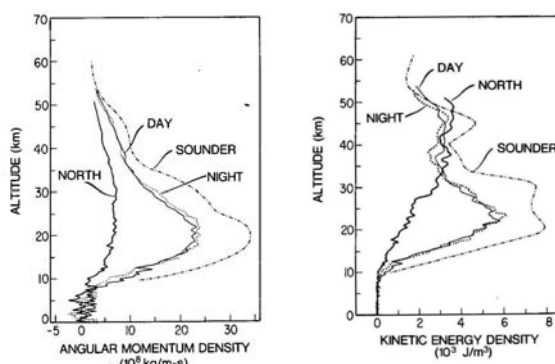 70
60
50
40
30
20
10
0
ALTITUDE (km)
DAY
SOUNDER
NORTH
NIGHT
-5
0
10
20
30
ANGULAR MOMENTUM DENSITY
(10⁸ kg/m-s)
70
60
50
40
30
20
10
0
ALTITUDE (km)
DAY
NORTH
NIGHT
SOUNDER
0
2
4
6
8
KINETIC ENERGY DENSITY
(10³ J/m³)